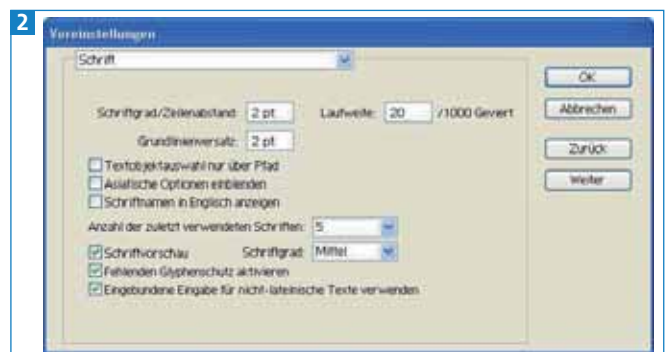 2
Voreinstellungen
Schrift
OK
Schriftgrad/Zeilenabstand: 2 pt Laufweite: 20 /1000 Geviert
Abbrechen
Grundlinienversatz: 2 pt
Zurück
Textobjektauswahl nur über Pfad
Asiatische Optionen einblenden
Weiter
Schriftnamen in Englisch anzeigen
Anzahl der zuletzt verwendeten Schriften: 5
Schriftvorschau Schriftgrad: Mittel
Fehlenden Glyphenschutz aktivieren
Eingebundene Eingabe für nicht-lateinische Texte verwenden